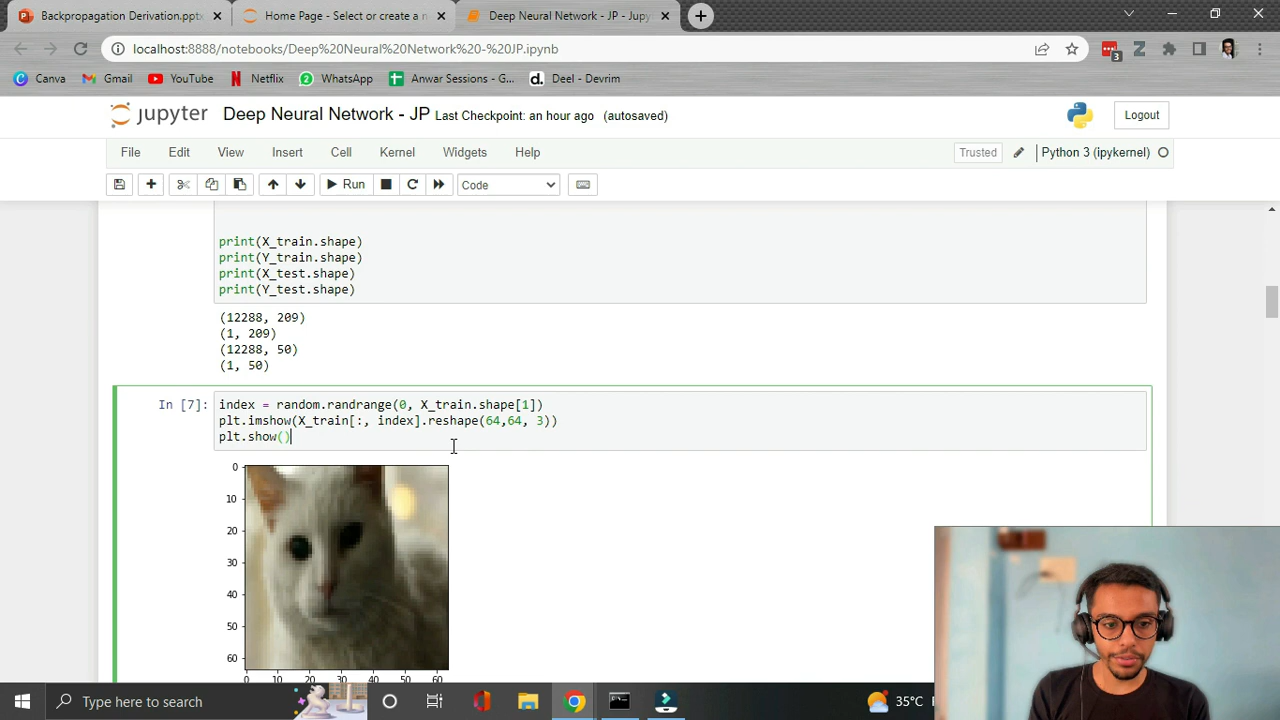 Backpropagation Derivation.pptx
Home Page - Select or create a n
Deep Neural Network - JP - Jupy
localhost:8888/notebooks/Deep%20Neural%20Network%20-%20JP.ipynb
3
Canva
Gmail
YouTube
Netflix
WhatsApp
Anwar Sessions - G...
Deel - Devrim
jupyter
Deep Neural Network - JP Last Checkpoint: an hour ago (autosaved)
Logout
File
Edit
View
Insert
Cell
Kernel
Widgets
Help
Trusted
Python 3 (ipykernel)
Run
Code
print(X_train.shape)
print(Y_train.shape)
print(X_test.shape)
print(Y_test.shape)
(12288, 209)
(1, 209)
(12288, 50)
(1, 50)
In [7]:
index = random.randrange(0, X_train.shape[1])
plt.imshow(X_train[:, index].reshape(64,64, 3))
plt.show()
0
10
20
30
40
50
60
0 10 20 30 40 50 60
Type here to search
35°C